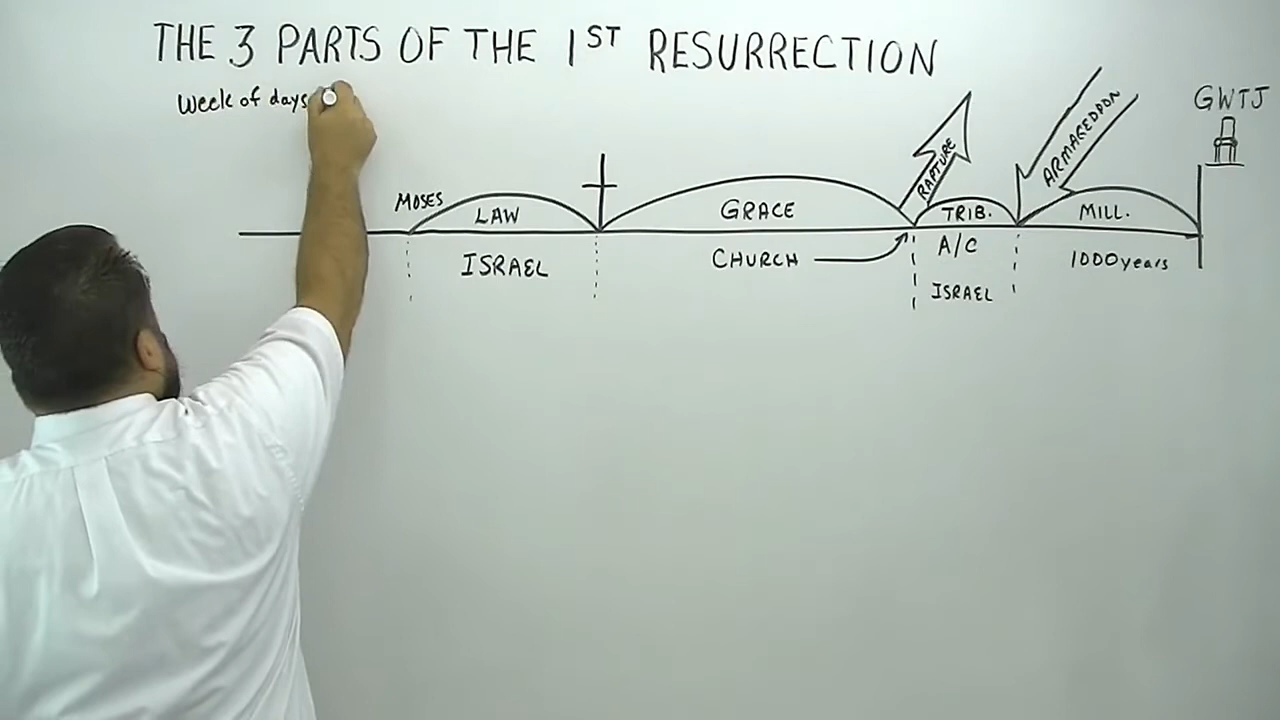 THE 3 PARTS OF THE 1ST RESURRECTION
Week of days
GWTJ
ARMAGEDDON
RAPTURE
MOSES
LAW
GRACE
TRIB.
MILL.
ISRAEL
CHURCH
A/C
1000 years
ISRAEL